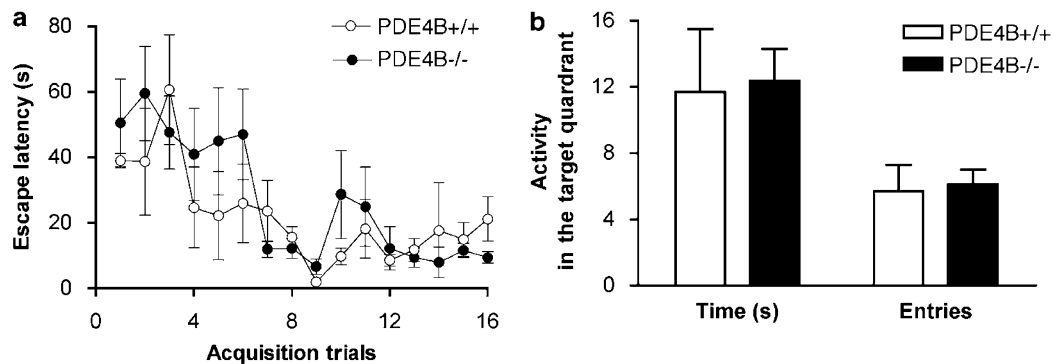 a
PDE4B+/+
PDE4B-/-
Escape latency (s)
80
60
40
20
0
0 4 8 12 16
Acquisition trials
b
PDE4B+/+
PDE4B-/-
Activity
in the target quardrant
16
12
8
4
0
Time (s) Entries